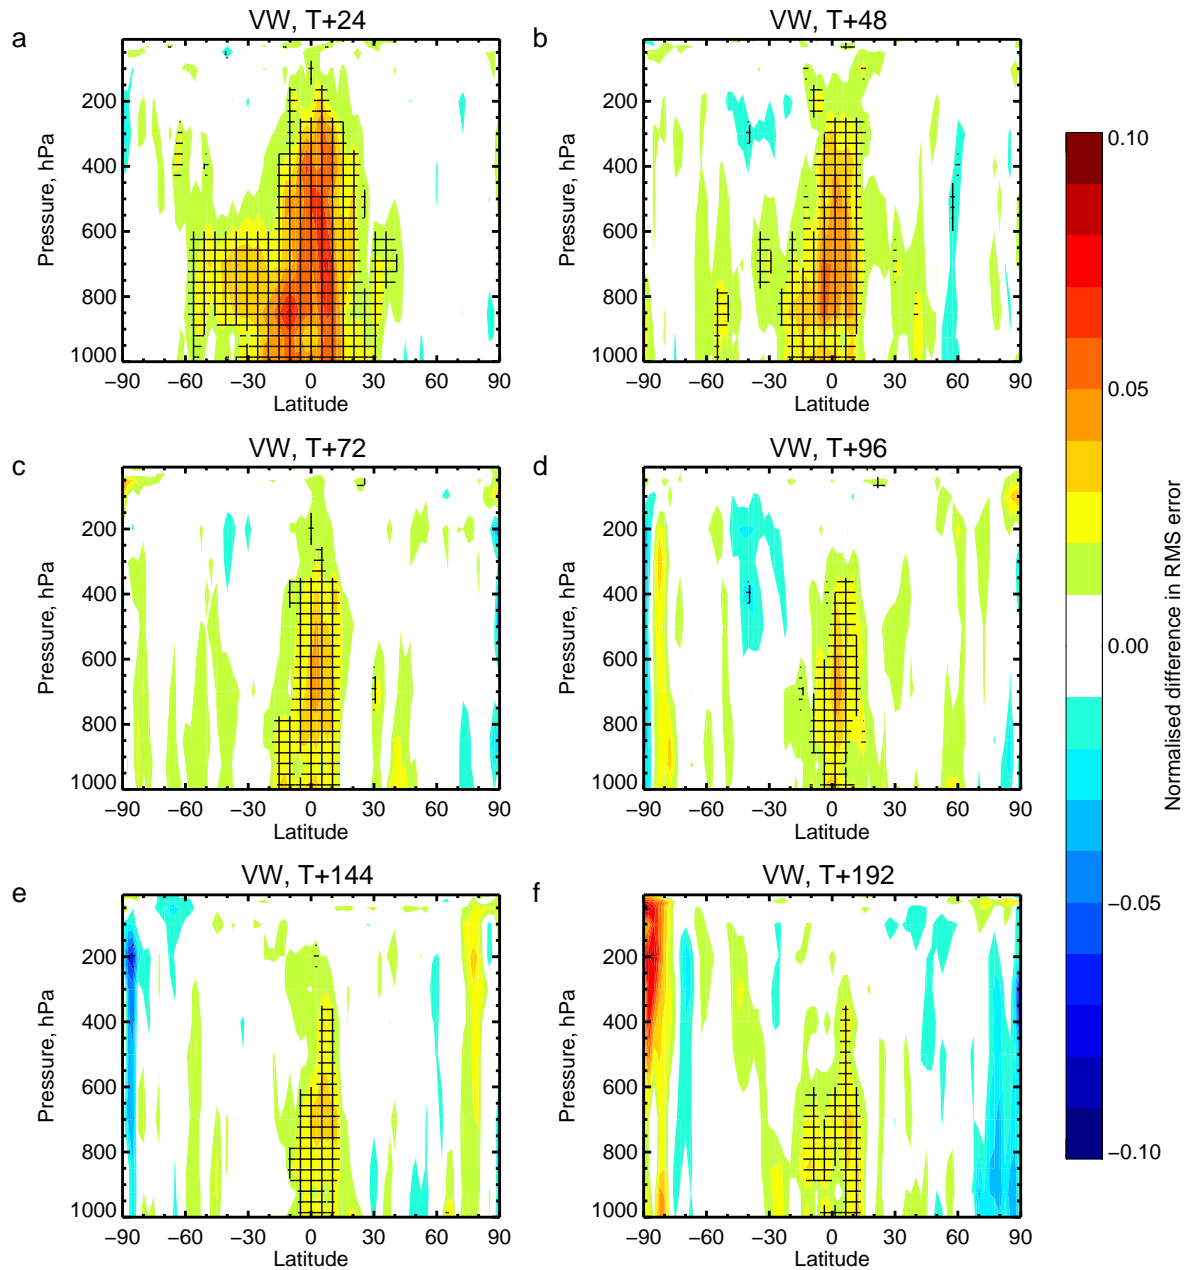 a
VW, T+24
b
VW, T+48
Pressure, hPa
200
400
600
800
1000
−90 −60 −30 0 30 60 90
Latitude
Pressure, hPa
200
400
600
800
1000
−90 −60 −30 0 30 60 90
Latitude
c
VW, T+72
d
VW, T+96
Pressure, hPa
200
400
600
800
1000
−90 −60 −30 0 30 60 90
Latitude
Pressure, hPa
200
400
600
800
1000
−90 −60 −30 0 30 60 90
Latitude
e
VW, T+144
f
VW, T+192
Pressure, hPa
200
400
600
800
1000
−90 −60 −30 0 30 60 90
Latitude
Pressure, hPa
200
400
600
800
1000
−90 −60 −30 0 30 60 90
Latitude
0.10
0.05
0.00
−0.05
−0.10
Normalised difference in RMS error